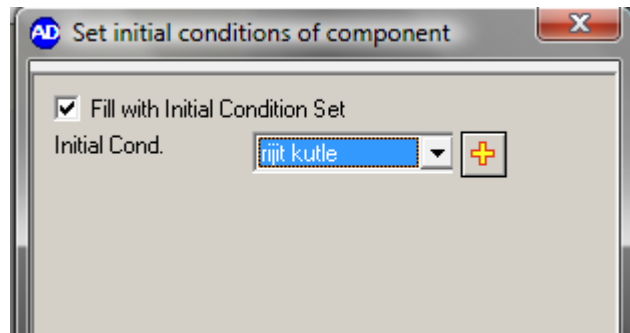 AD Set initial conditions of component
Fill with Initial Condition Set
Initial Cond. rijit kutle